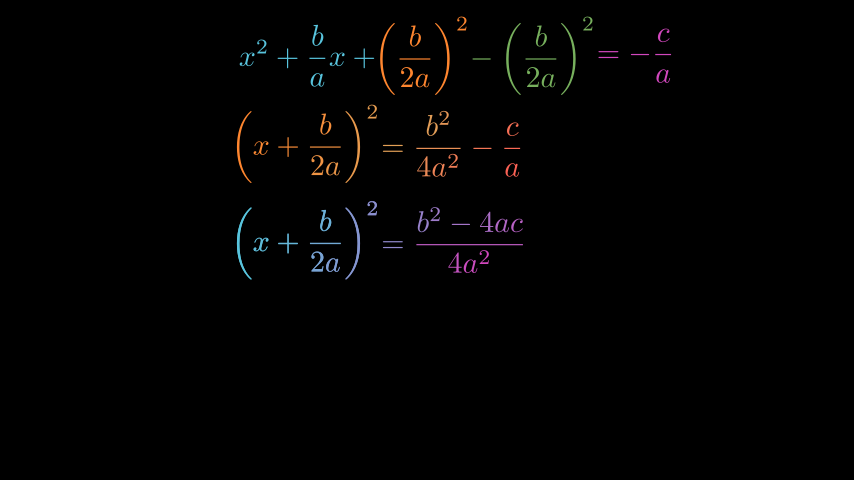 x² + b/a x + (b/2a)² − (b/2a)² = −c/a
(x + b/2a)² = b²/4a² − c/a
(x + b/2a)² = (b² − 4ac)/4a²